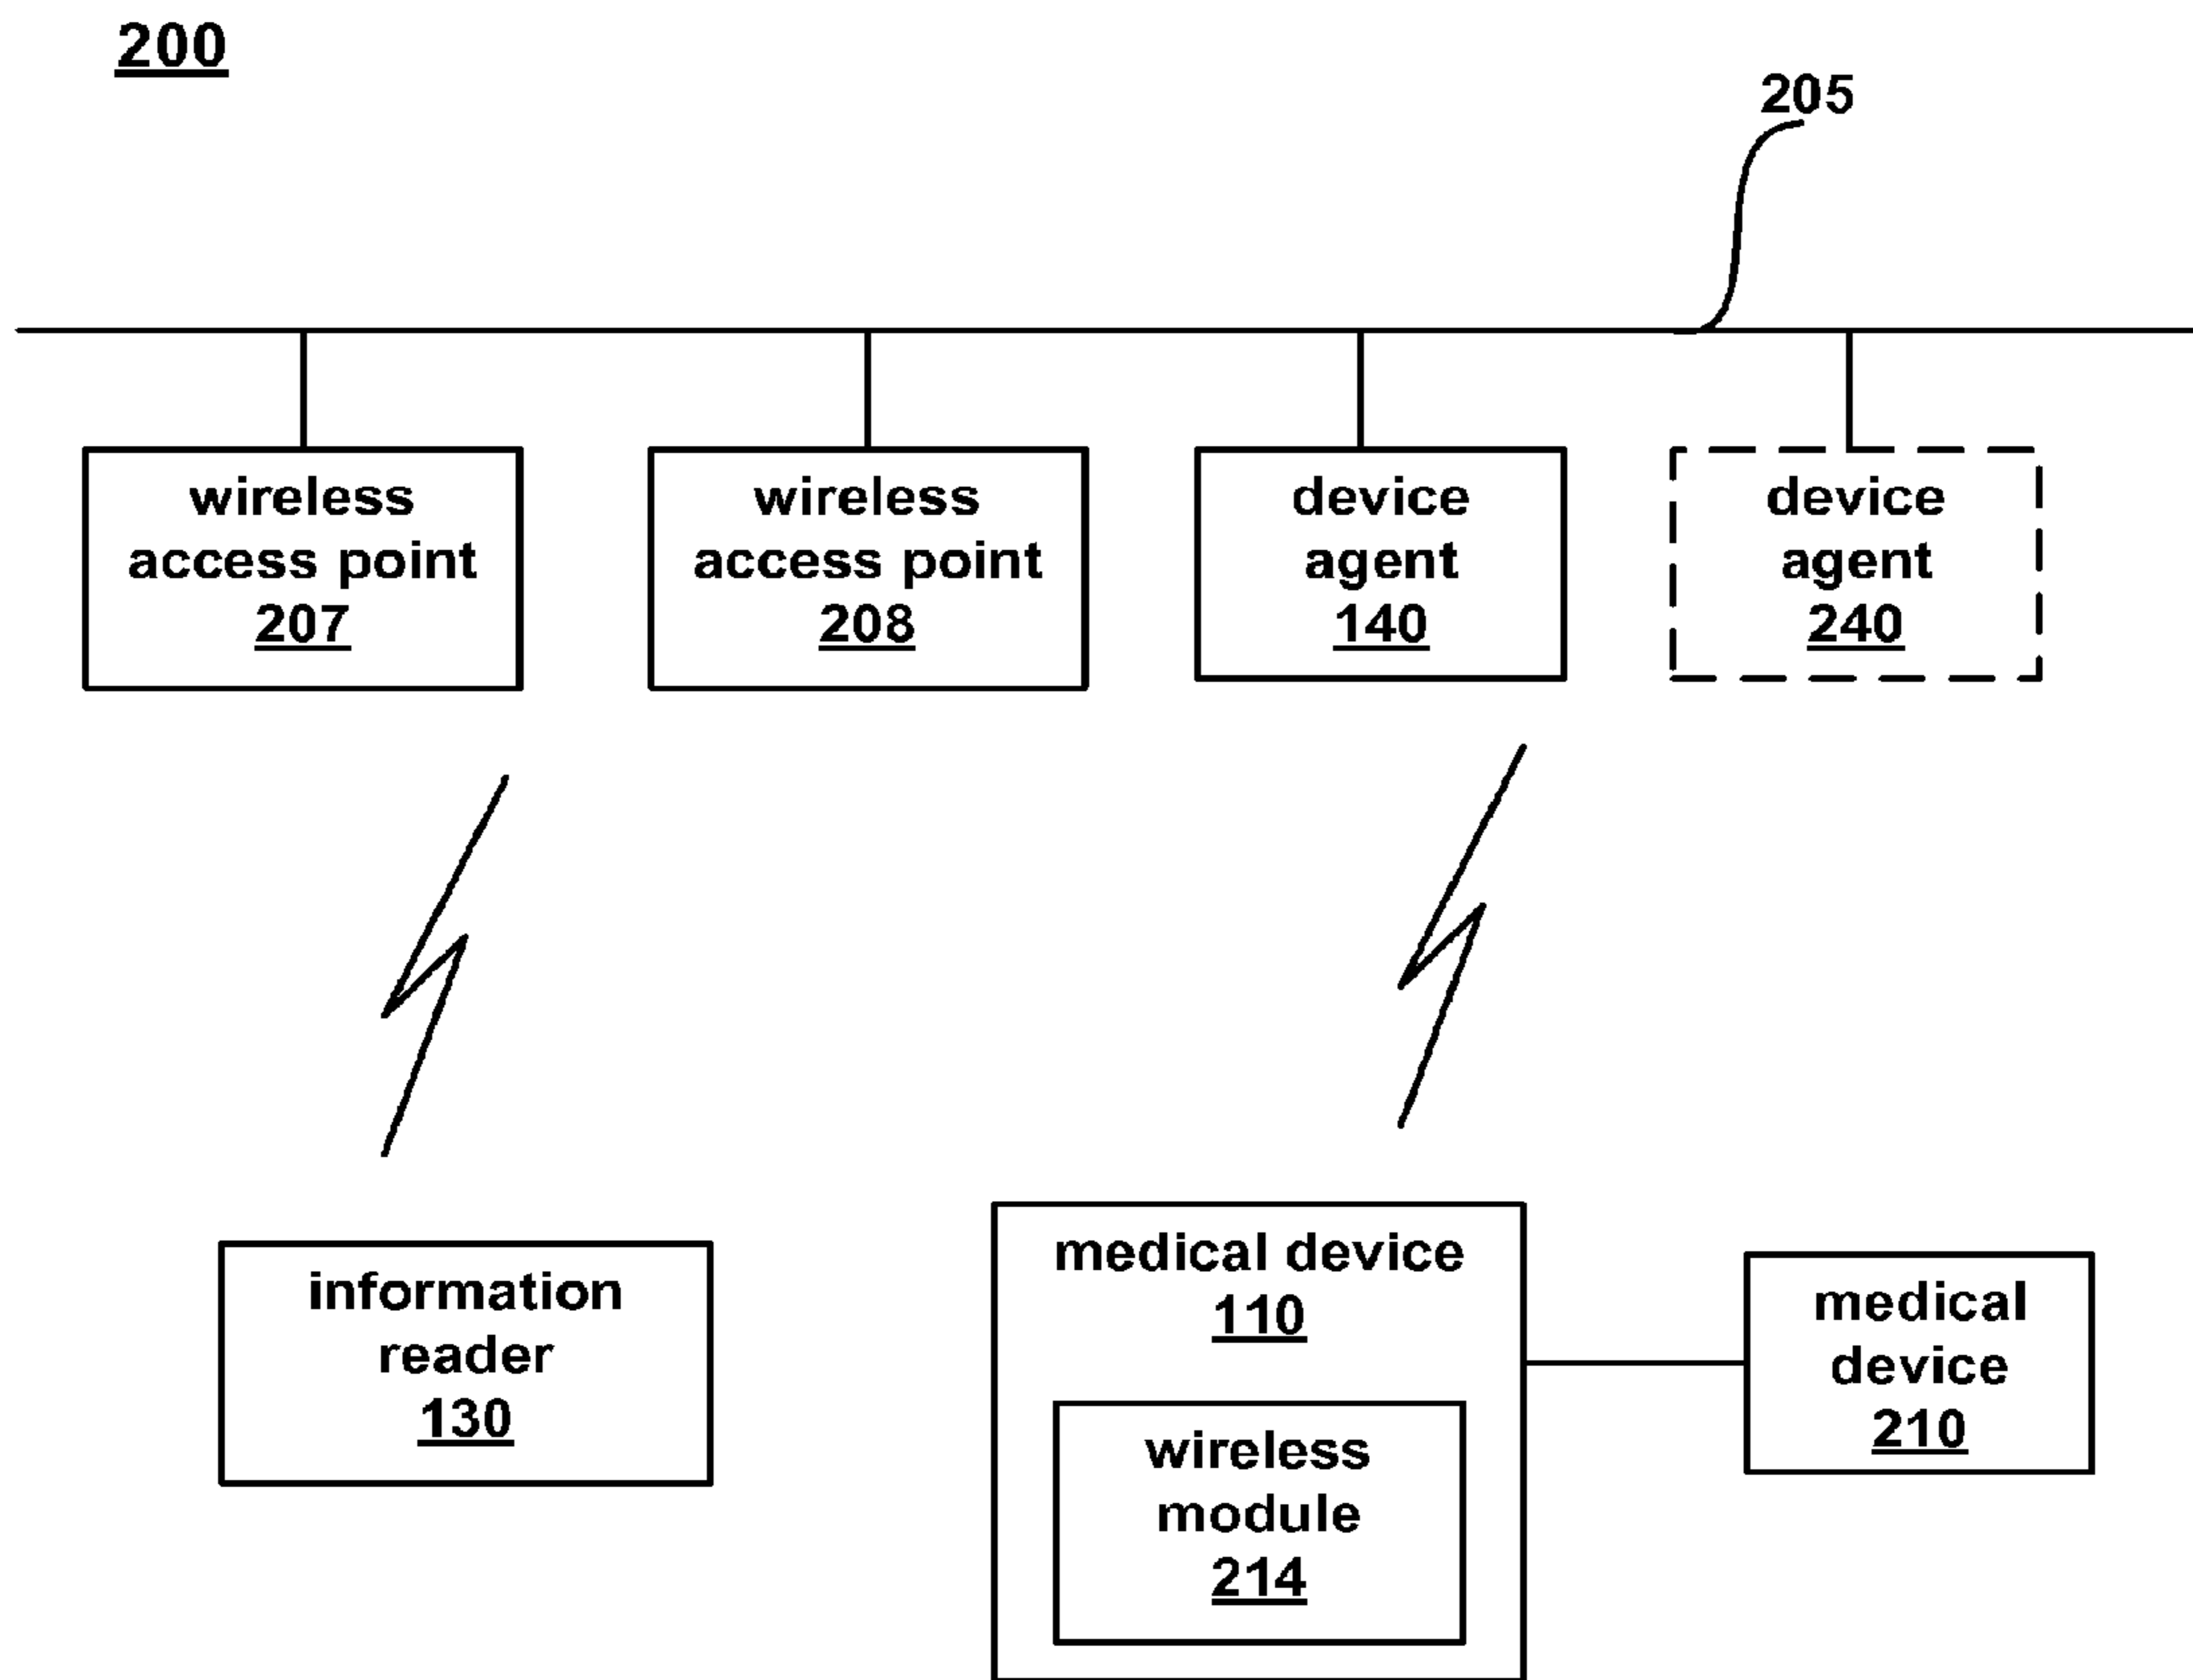 200
205
wireless
access point
207
wireless
access point
208
device
agent
140
device
agent
240
information
reader
130
medical device
110
wireless
module
214
medical
device
210